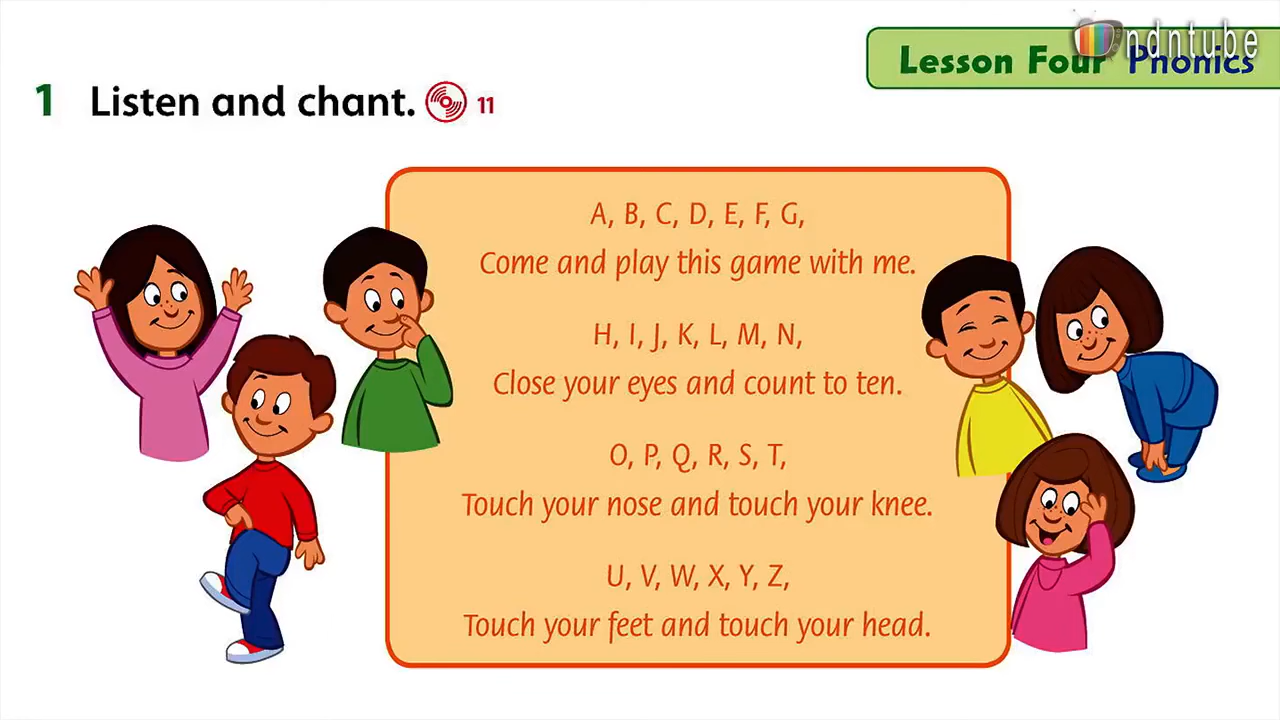 ndntube
Lesson Four Phonics
1 Listen and chant. 11
A, B, C, D, E, F, G,
Come and play this game with me.
H, I, J, K, L, M, N,
Close your eyes and count to ten.
O, P, Q, R, S, T,
Touch your nose and touch your knee.
U, V, W, X, Y, Z,
Touch your feet and touch your head.